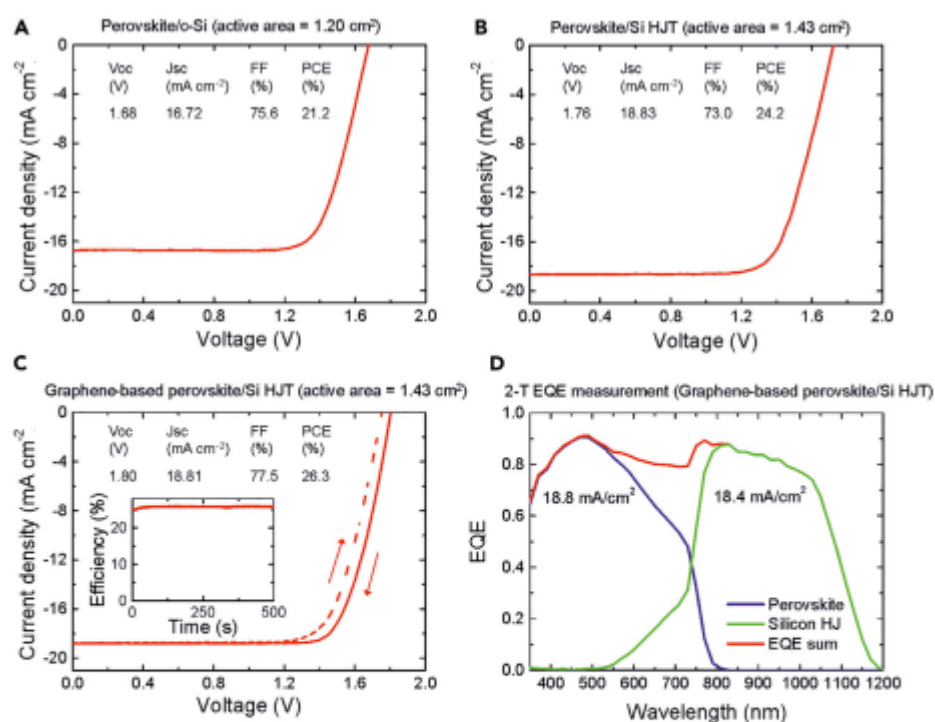 A
Perovskite/o-Si (active area = 1.20 cm²)
Voc Jsc FF PCE
(V) (mA cm⁻²) (%) (%)
1.68 16.72 75.6 21.2
0
-4
-8
-12
-16
-20
Current density (mA cm⁻²)
0.0 0.4 0.8 1.2 1.6 2.0
Voltage (V)
B
Perovskite/Si HJT (active area = 1.43 cm²)
Voc Jsc FF PCE
(V) (mA cm⁻²) (%) (%)
1.76 18.83 73.0 24.2
0
-4
-8
-12
-16
-20
Current density (mA cm⁻²)
0.0 0.4 0.8 1.2 1.6 2.0
Voltage (V)
C
Graphene-based perovskite/Si HJT (active area = 1.43 cm²)
Voc Jsc FF PCE
(V) (mA cm⁻²) (%) (%)
1.80 18.81 77.5 26.3
0
-4
-8
-12
-16
-20
Current density (mA cm⁻²)
Efficiency (%)
20
10
0
0 250 500
Time (s)
0.0 0.4 0.8 1.2 1.6 2.0
Voltage (V)
D
2-T EQE measurement (Graphene-based perovskite/Si HJT)
1.0
0.8
0.6
0.4
0.2
0.0
EQE
18.8 mA/cm²
18.4 mA/cm²
Perovskite
Silicon HJ
EQE sum
400 500 600 700 800 900 1000 1100 1200
Wavelength (nm)